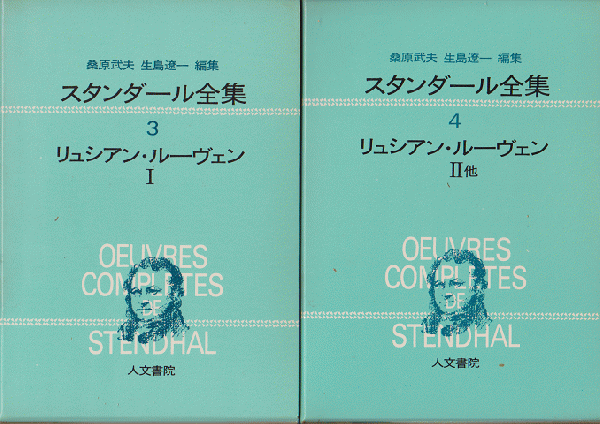 桑原武夫 生島遼一 編集
スタンダール全集
3
リュシアン・ルーヴェン
I
OEUVRES
COMPLETES
DE
STENDHAL
人文書院
桑原武夫 生島遼一 編集
スタンダール全集
4
リュシアン・ルーヴェン
II他
OEUVRES
COMPLETES
DE
STENDHAL
人文書院